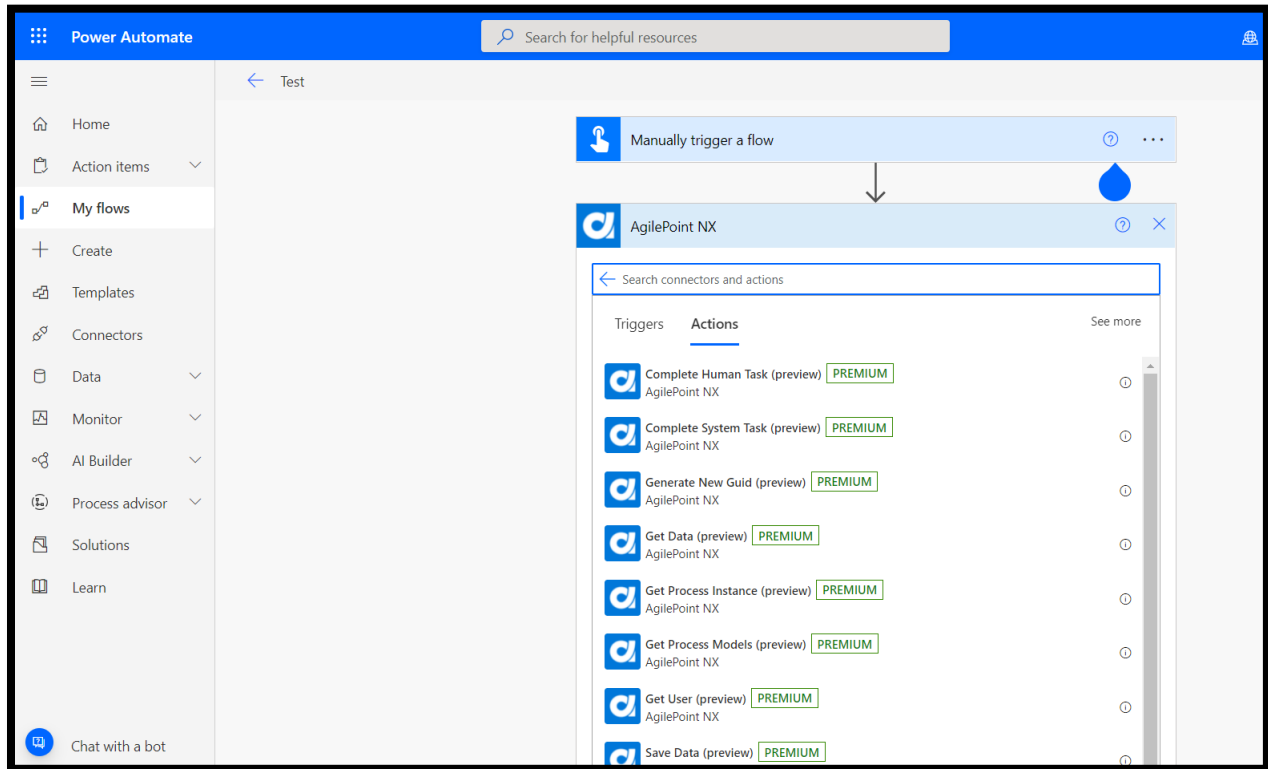 Power Automate
Search for helpful resources
Test
Home
Action items
My flows
Create
Templates
Connectors
Data
Monitor
AI Builder
Process advisor
Solutions
Learn
Chat with a bot
Manually trigger a flow
AgilePoint NX
Search connectors and actions
Triggers Actions See more
Complete Human Task (preview) PREMIUM
AgilePoint NX
Complete System Task (preview) PREMIUM
AgilePoint NX
Generate New Guid (preview) PREMIUM
AgilePoint NX
Get Data (preview) PREMIUM
AgilePoint NX
Get Process Instance (preview) PREMIUM
AgilePoint NX
Get Process Models (preview) PREMIUM
AgilePoint NX
Get User (preview) PREMIUM
AgilePoint NX
Save Data (preview) PREMIUM